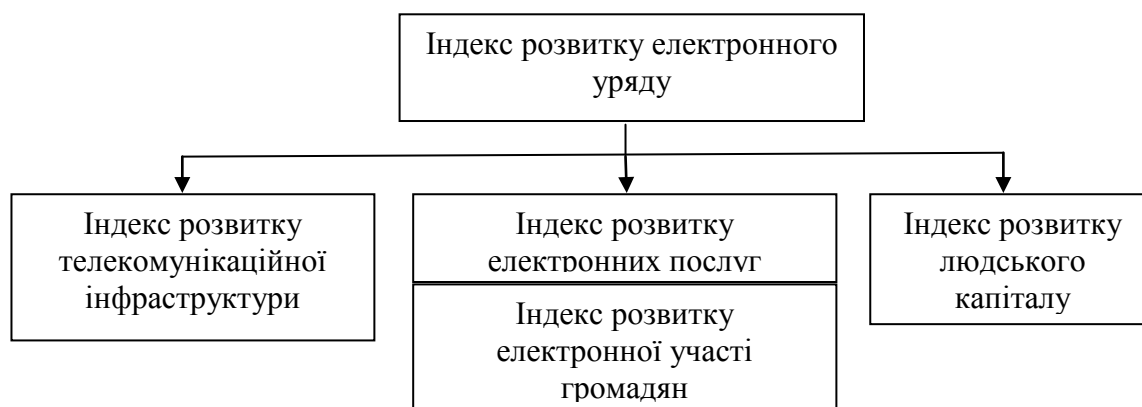 Індекс розвитку електронного
уряду
Індекс розвитку
телекомунікаційної
інфраструктури
Індекс розвитку
електронних послуг
Індекс розвитку
електронної участі
громадян
Індекс розвитку
людського
капіталу